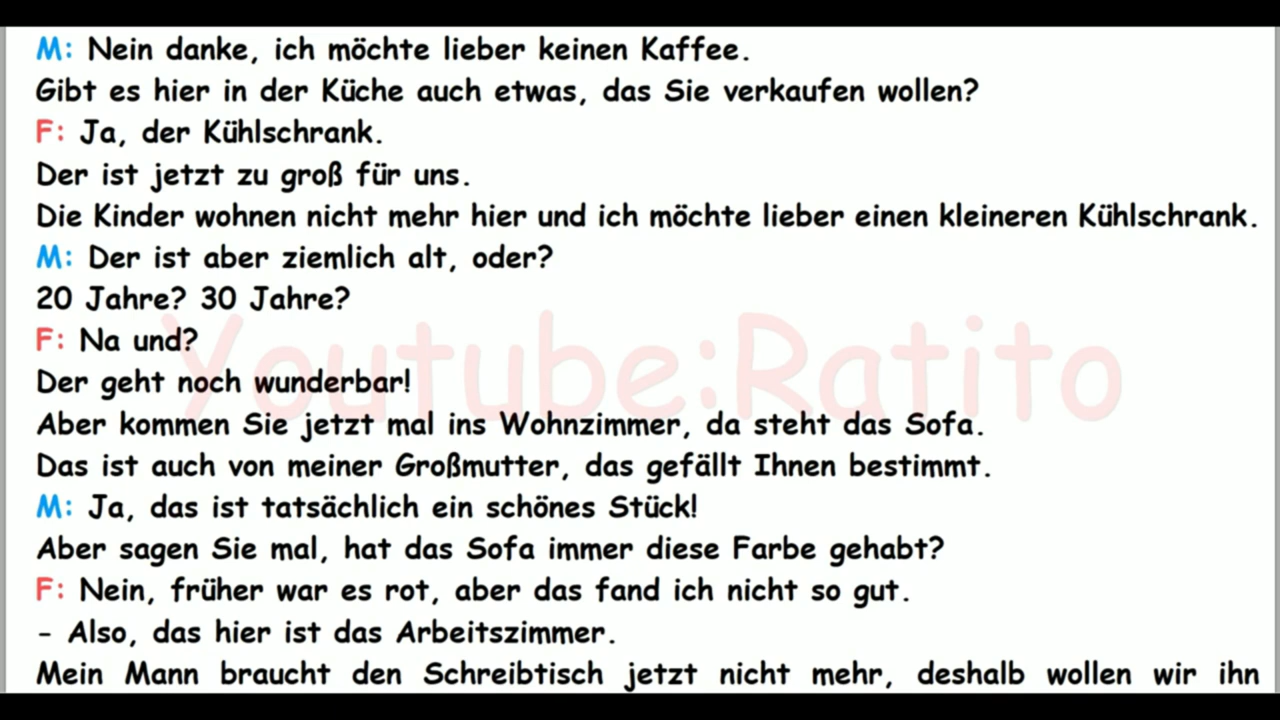 M: Nein danke, ich möchte lieber keinen Kaffee.
Gibt es hier in der Küche auch etwas, das Sie verkaufen wollen?
F: Ja, der Kühlschrank.
Der ist jetzt zu groß für uns.
Die Kinder wohnen nicht mehr hier und ich möchte lieber einen kleineren Kühlschrank.
M: Der ist aber ziemlich alt, oder?
20 Jahre? 30 Jahre?
F: Na und?
Youtube:Ratito
Der geht noch wunderbar!
Aber kommen Sie jetzt mal ins Wohnzimmer, da steht das Sofa.
Das ist auch von meiner Großmutter, das gefällt Ihnen bestimmt.
M: Ja, das ist tatsächlich ein schönes Stück!
Aber sagen Sie mal, hat das Sofa immer diese Farbe gehabt?
F: Nein, früher war es rot, aber das fand ich nicht so gut.
- Also, das hier ist das Arbeitszimmer.
Mein Mann braucht den Schreibtisch jetzt nicht mehr, deshalb wollen wir ihn